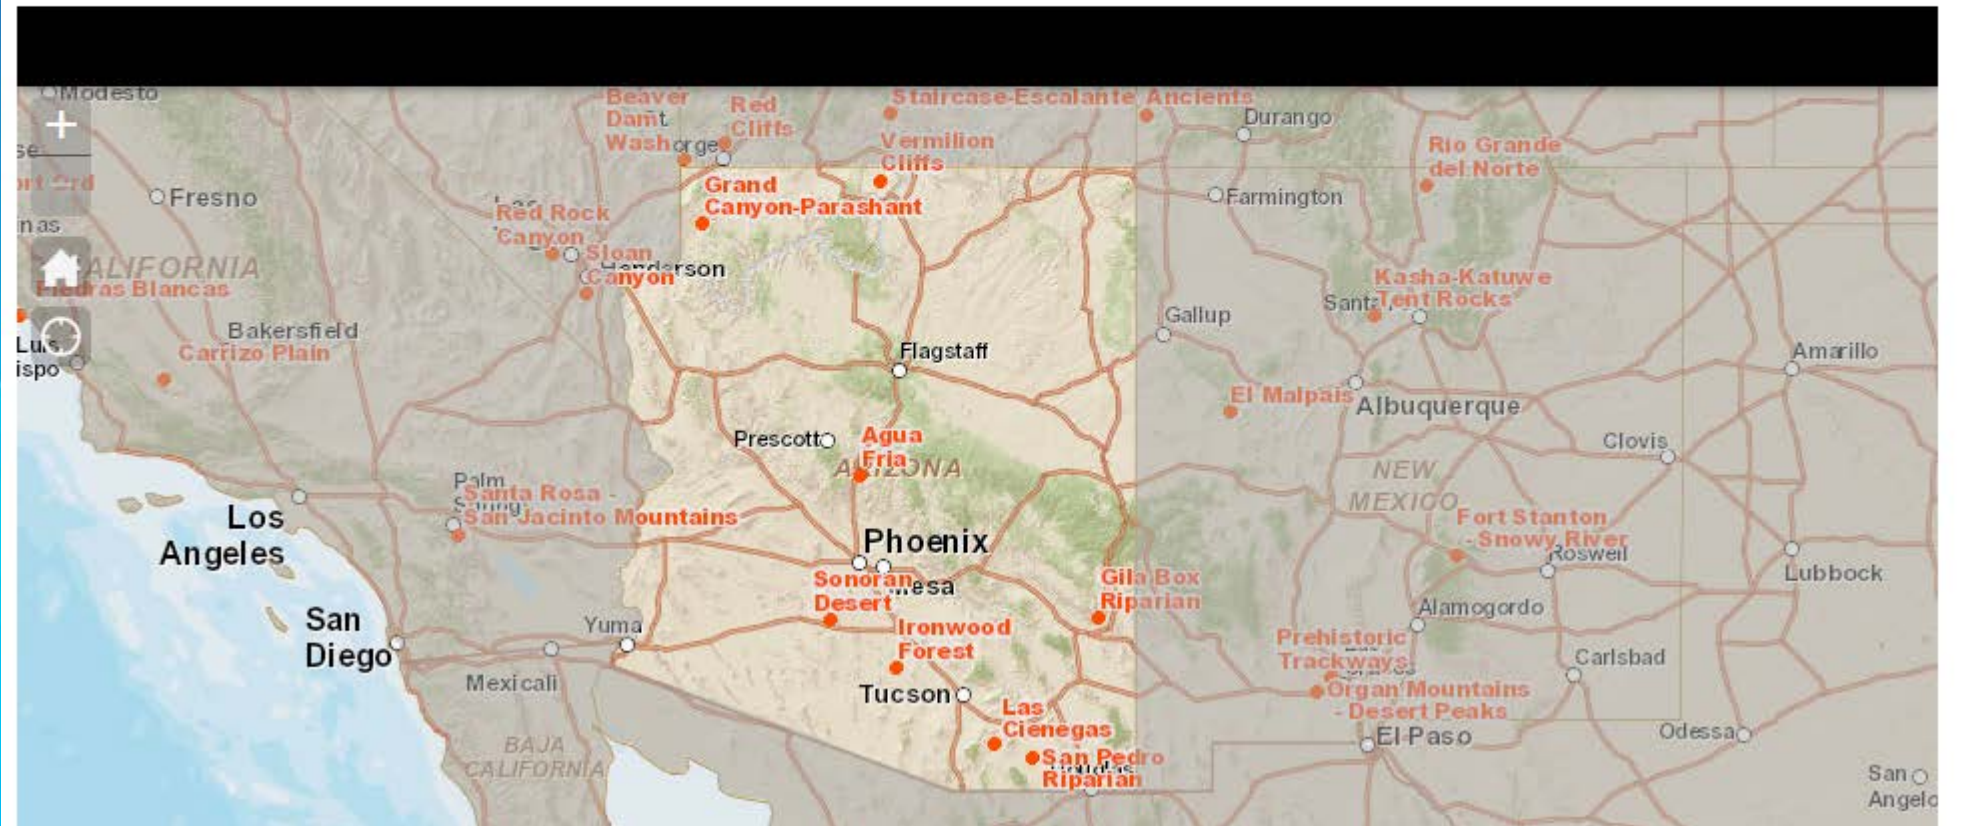 Modesto
Beaver
Dam
Wash
Red
Cliffs
Staircase-Escalante
Ancients
Durango
Vermilion
Cliffs
Rio Grande
del Norte
+
Fresno
Grand
Canyon-Parashant
Farmington
Red Rock
Canyon
Sloan
Canyon
Henderson
CALIFORNIA
Piedras Blancas
Kasha-Katuwe
Tent Rocks
Gallup
Bakersfield
Carrizo Plain
Flagstaff
Amarillo
El Malpais
Albuquerque
Prescott
Agua
Fria
ARIZONA
Clovis
NEW
MEXICO
Palm
Santa Rosa -
San Jacinto Mountains
Los
Angeles
Phoenix
Mesa
Fort Stanton
- Snowy River
Roswell
Lubbock
Sonoran
Desert
Gila Box
Riparian
San
Diego
Yuma
Alamogordo
Ironwood
Forest
Prehistoric
Trackways
Carlsbad
Mexicali
Tucson
Organ Mountains
- Desert Peaks
Las
Cienegas
El Paso
Odessa
BAJA
CALIFORNIA
San Pedro
Riparian
San
Angelo